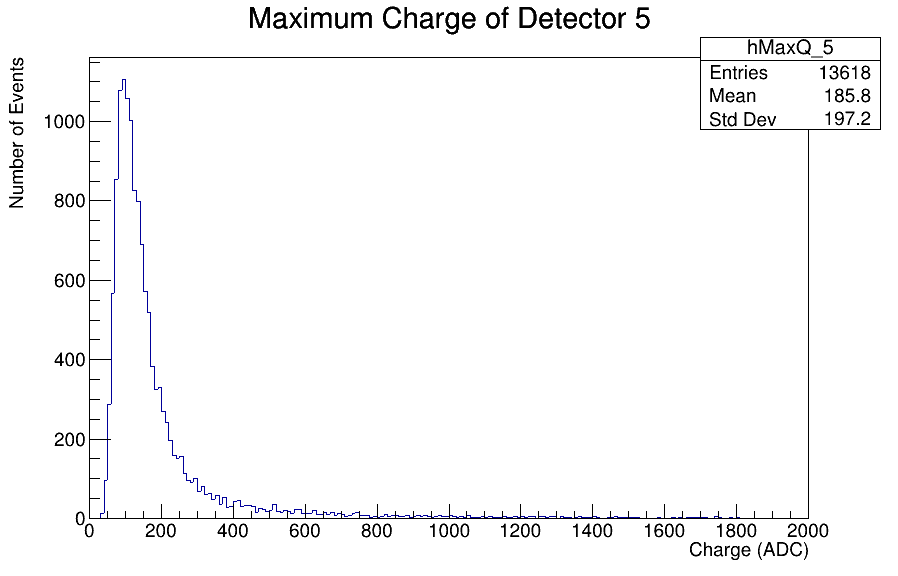 Maximum Charge of Detector 5
hMaxQ_5
Entries 13618
Mean 185.8
Std Dev 197.2
Number of Events
1000
800
600
400
200
0
0 200 400 600 800 1000 1200 1400 1600 1800 2000
Charge (ADC)